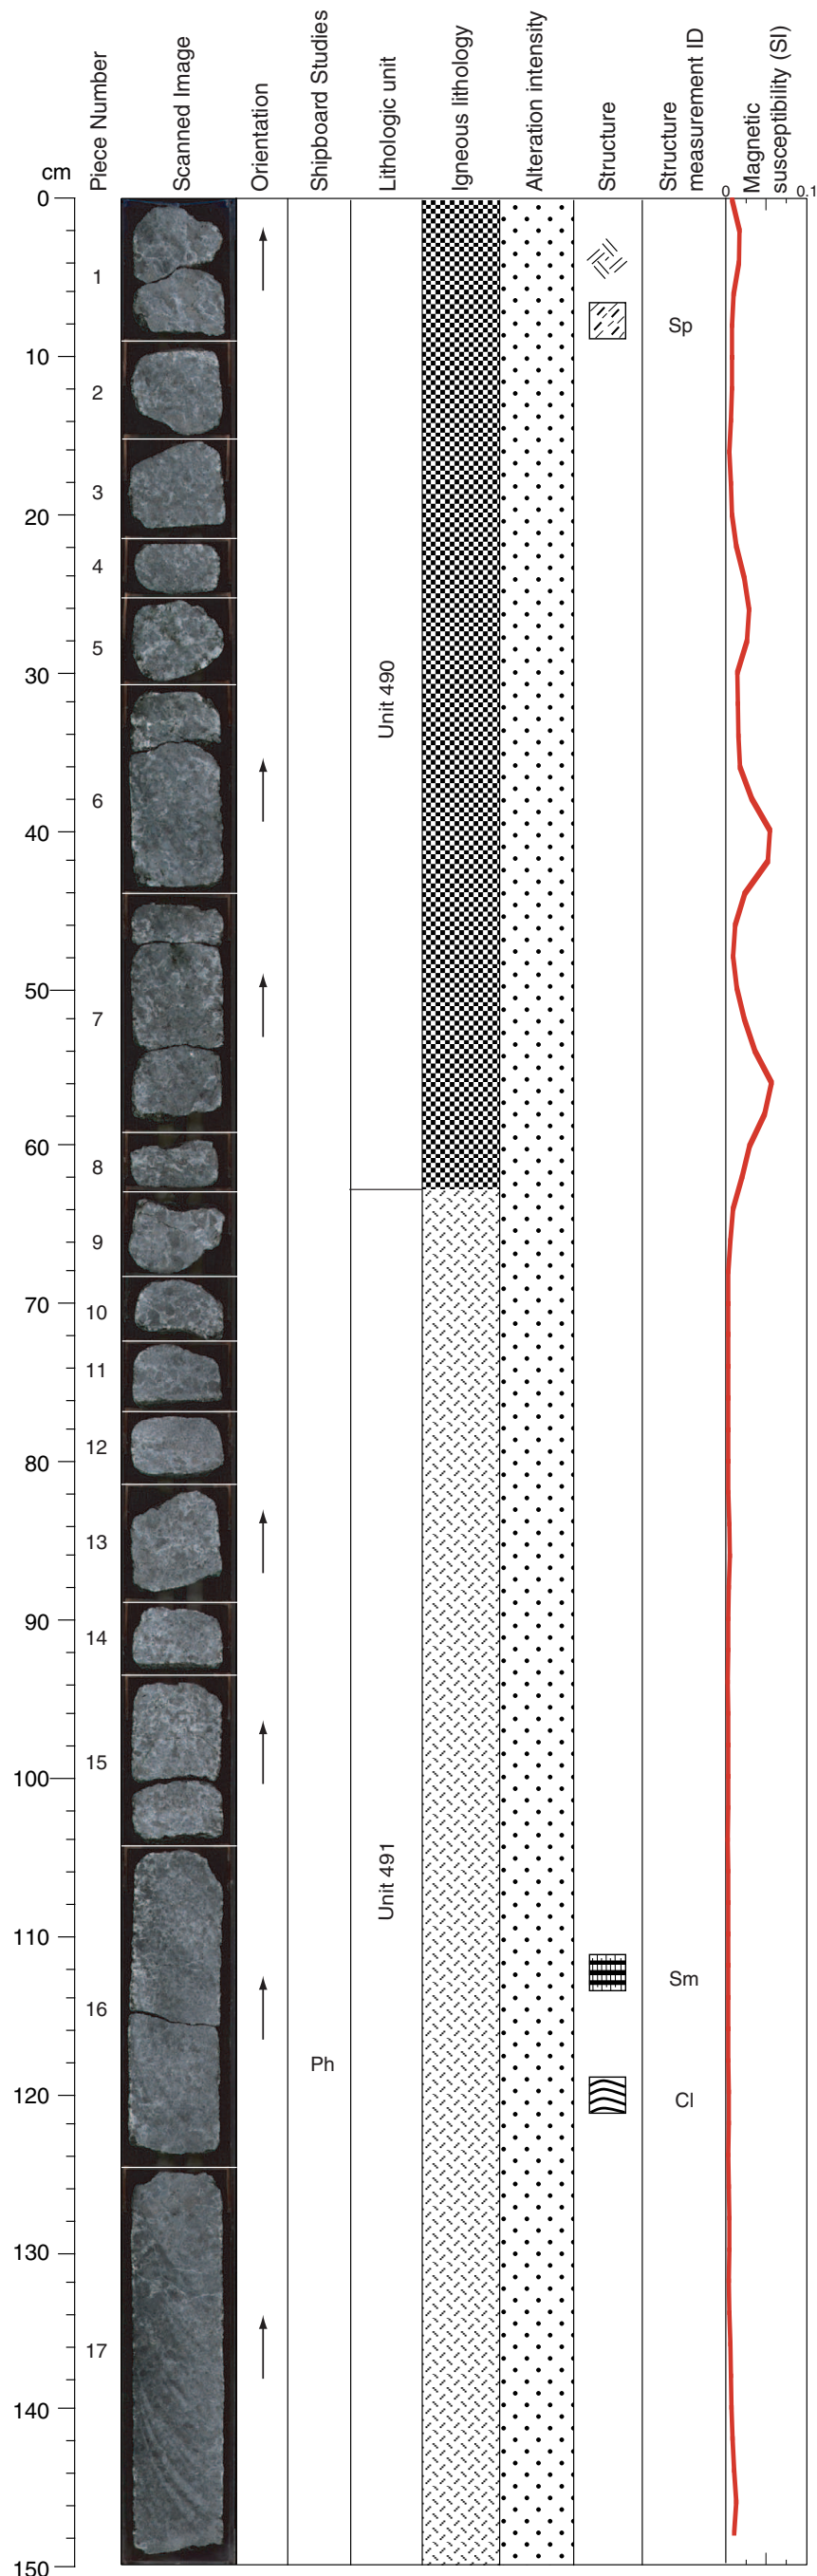 cm
Piece Number
Scanned Image
Orientation
Shipboard Studies
Lithologic unit
Igneous lithology
Alteration intensity
Structure
Structure
measurement ID
Magnetic
susceptibility (SI)
0 0.1
0
1
Sp
10
2
3
20
4
5
30
Unit 490
6
40
50
7
60
8
9
70
10
11
12
80
13
90
14
15
100
Unit 491
110
Sm
16
Ph
120
Cl
130
17
140
150